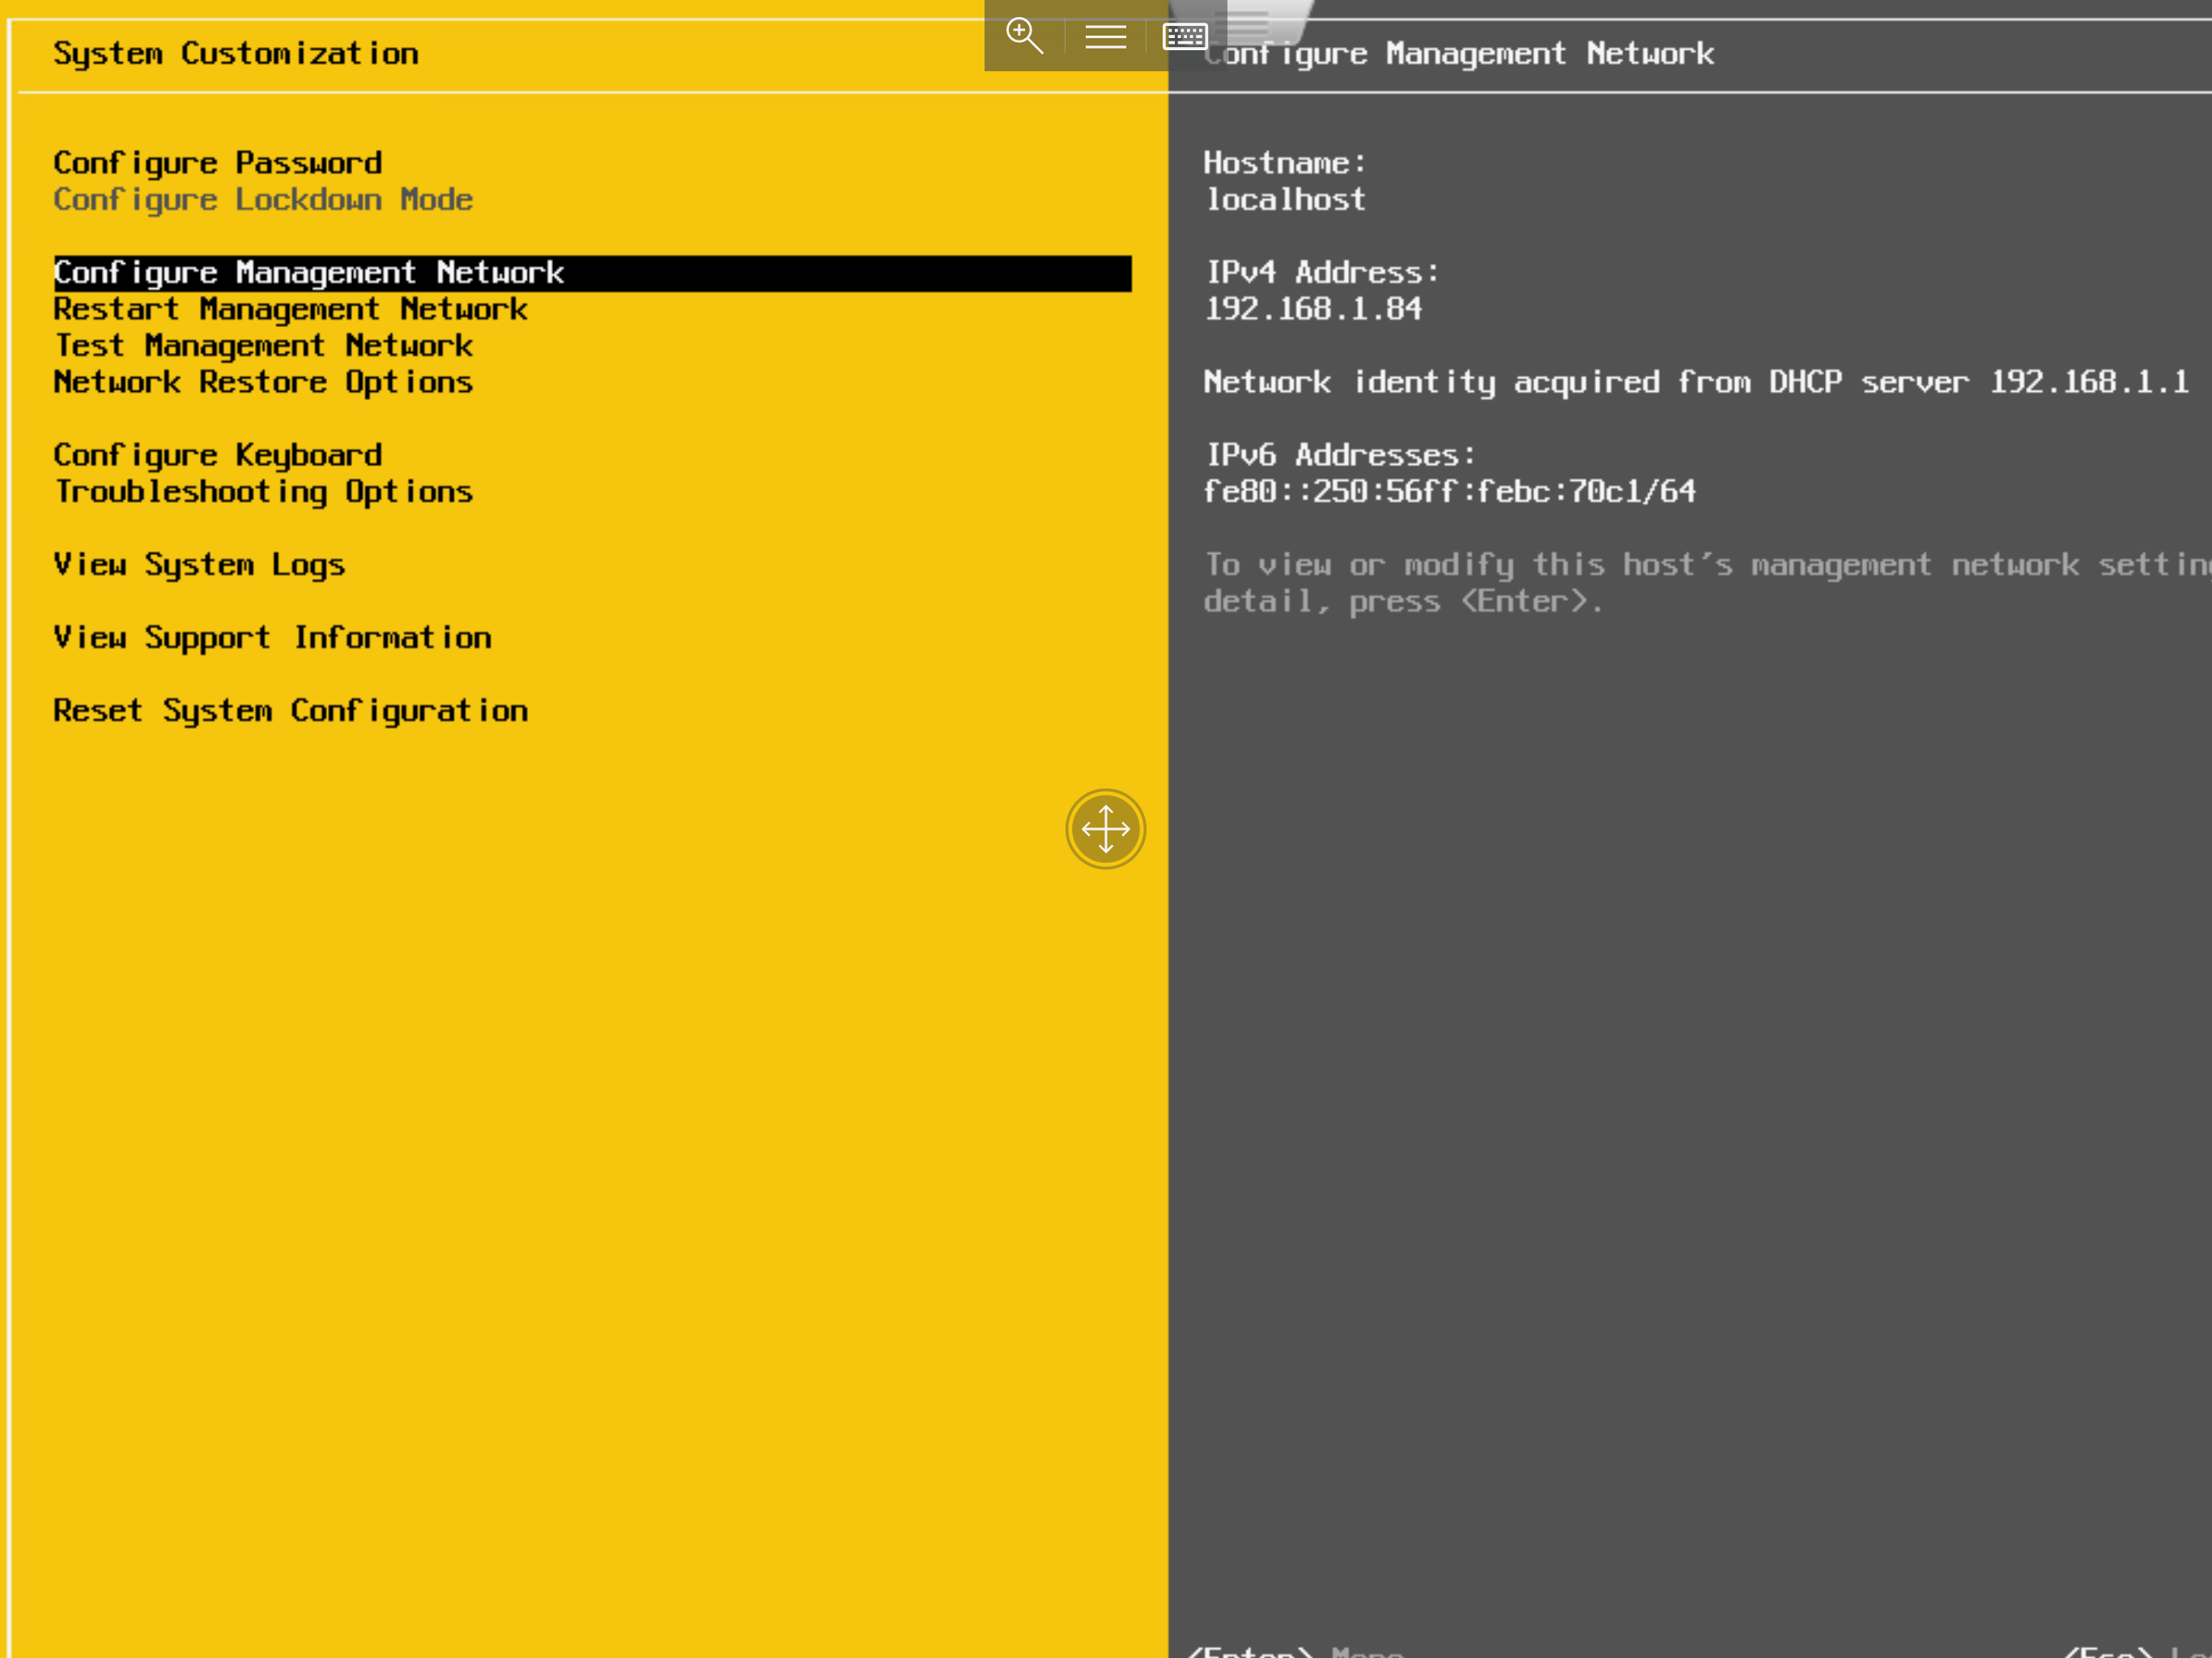 System Customization
Configure Password
Configure Lockdown Mode
Configure Management Network
Restart Management Network
Test Management Network
Network Restore Options
Configure Keyboard
Troubleshooting Options
View System Logs
View Support Information
Reset System Configuration
Configure Management Network
Hostname:
localhost
IPv4 Address:
192.168.1.84
Network identity acquired from DHCP server 192.168.1.1
IPv6 Addresses:
fe80::250:56ff:febc:70c1/64
To view or modify this host's management network
detail, press <Enter>.
<Enter> More
<Esc>